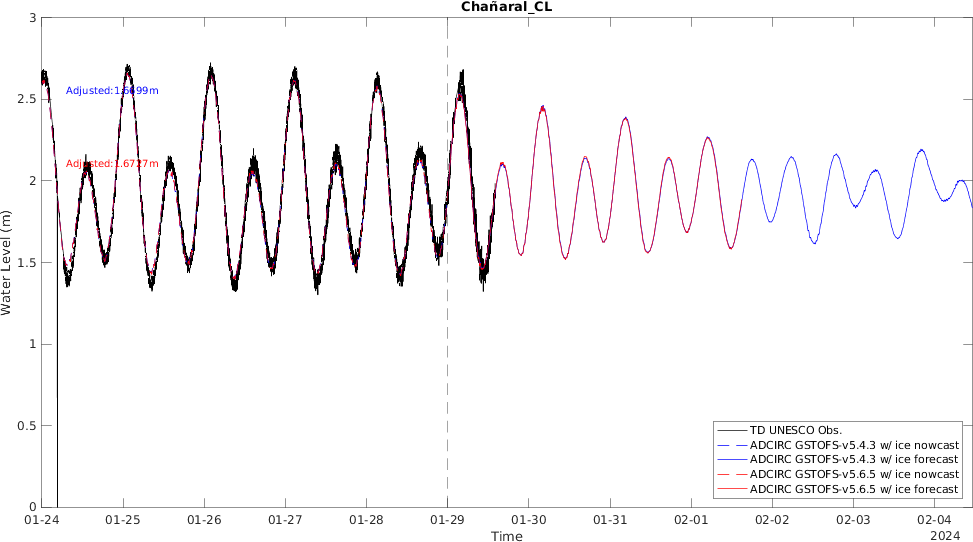 Chañaral_CL
3
2.5
2
1.5
1
0.5
0
Water Level (m)
Adjusted:1.6699m
Adjusted:1.6727m
TD UNESCO Obs.
ADCIRC GSTOFS-v5.4.3 w/ ice nowcast
ADCIRC GSTOFS-v5.4.3 w/ ice forecast
ADCIRC GSTOFS-v5.6.5 w/ ice nowcast
ADCIRC GSTOFS-v5.6.5 w/ ice forecast
01-24 01-25 01-26 01-27 01-28 01-29 01-30 01-31 02-01 02-02 02-03 02-04
Time
2024